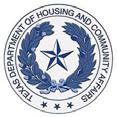 TEXAS DEPARTMENT OF HOUSING AND COMMUNITY AFFAIRS